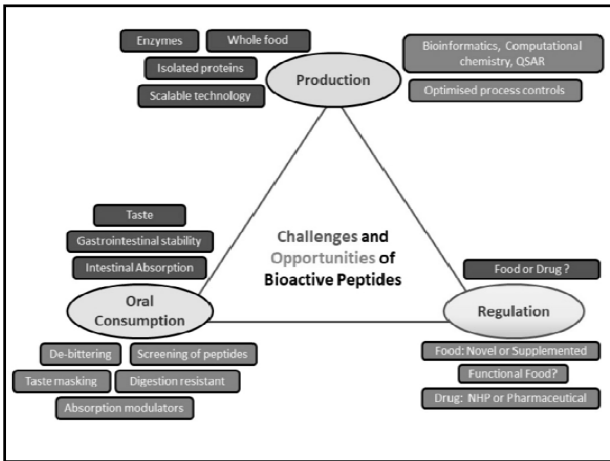 Enzymes
Whole food
Isolated proteins
Scalable technology
Production
Bioinformatics, Computational
chemistry, QSAR
Optimised process controls
Taste
Gastrointestinal stability
Intestinal Absorption
Challenges and
Opportunities of
Bioactive Peptides
Food or Drug ?
Oral
Consumption
Regulation
De-bittering
Screening of peptides
Taste masking
Digestion resistant
Absorption modulators
Food: Novel or Supplemented
Functional Food?
Drug: NHP or Pharmaceutical